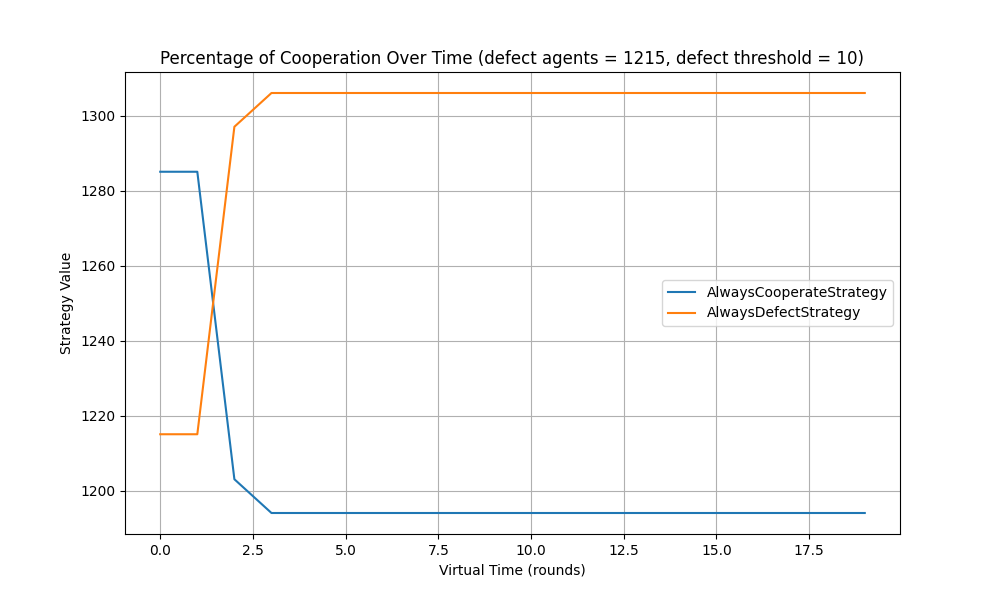 Percentage of Cooperation Over Time (defect agents = 1215, defect threshold = 10)
1300
1280
1260
1240
1220
1200
Strategy Value
AlwaysCooperateStrategy
AlwaysDefectStrategy
0.0 2.5 5.0 7.5 10.0 12.5 15.0 17.5
Virtual Time (rounds)